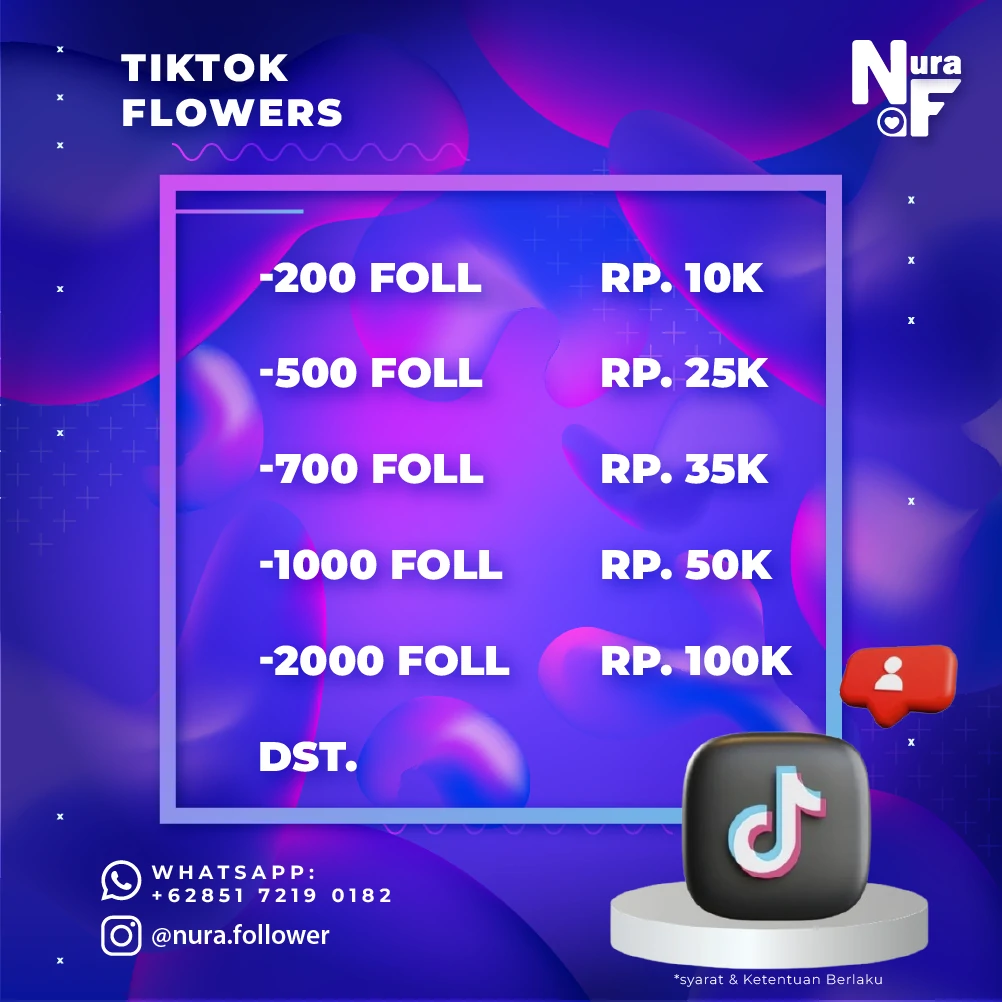 TIKTOK
FLOWERS
Nura
F
-200 FOLL RP. 10K
-500 FOLL RP. 25K
-700 FOLL RP. 35K
-1000 FOLL RP. 50K
-2000 FOLL RP. 100K
DST.
WHATSAPP:
+62851 7219 0182
@nura.follower
*syarat & Ketentuan Berlaku